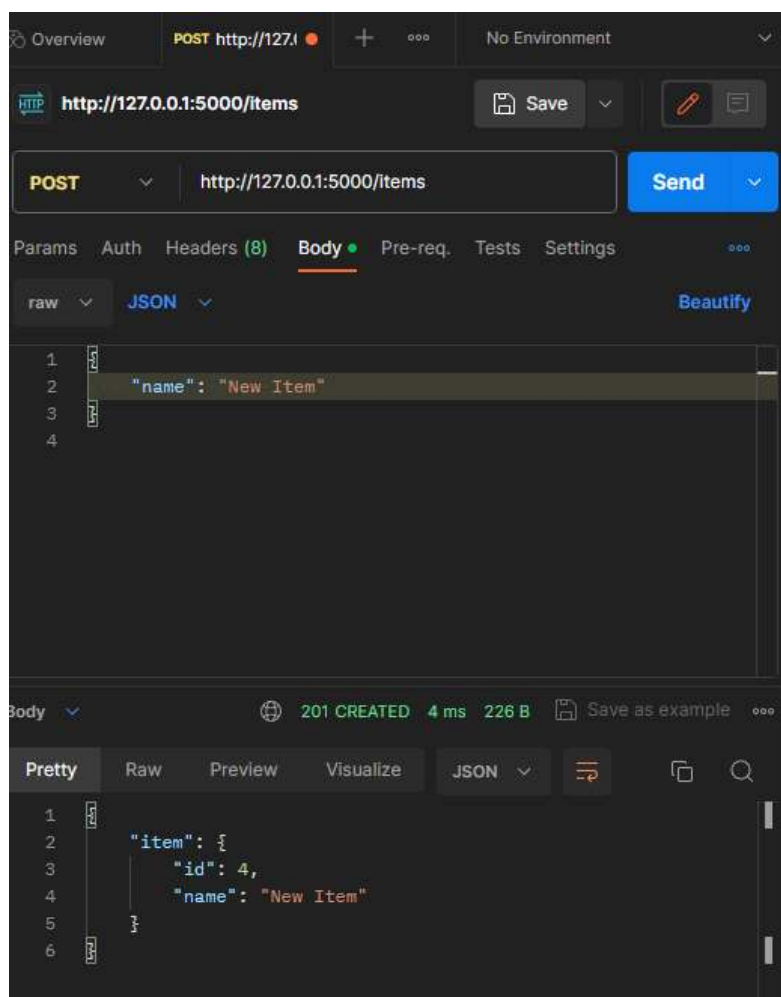 Overview POST http://127.( No Environment
HTTP http://127.0.0.1:5000/items Save
POST http://127.0.0.1:5000/items Send
Params Auth Headers (8) Body Pre-req. Tests Settings
raw JSON Beautify
1 {
2 "name": "New Item"
3 }
4
Body 201 CREATED 4 ms 226 B Save as example
Pretty Raw Preview Visualize JSON
1 {
2 "item": {
3 "id": 4,
4 "name": "New Item"
5 }
6 }